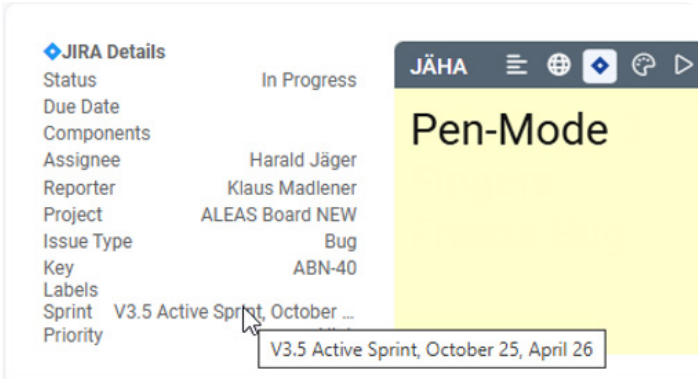 JIRA Details
Status In Progress
Due Date
Components
Assignee Harald Jäger
Reporter Klaus Madlener
Project ALEAS Board NEW
Issue Type Bug
Key ABN-40
Labels
Sprint V3.5 Active Sprint, October ...
Priority
V3.5 Active Sprint, October 25, April 26
JÄHA
Pen-Mode